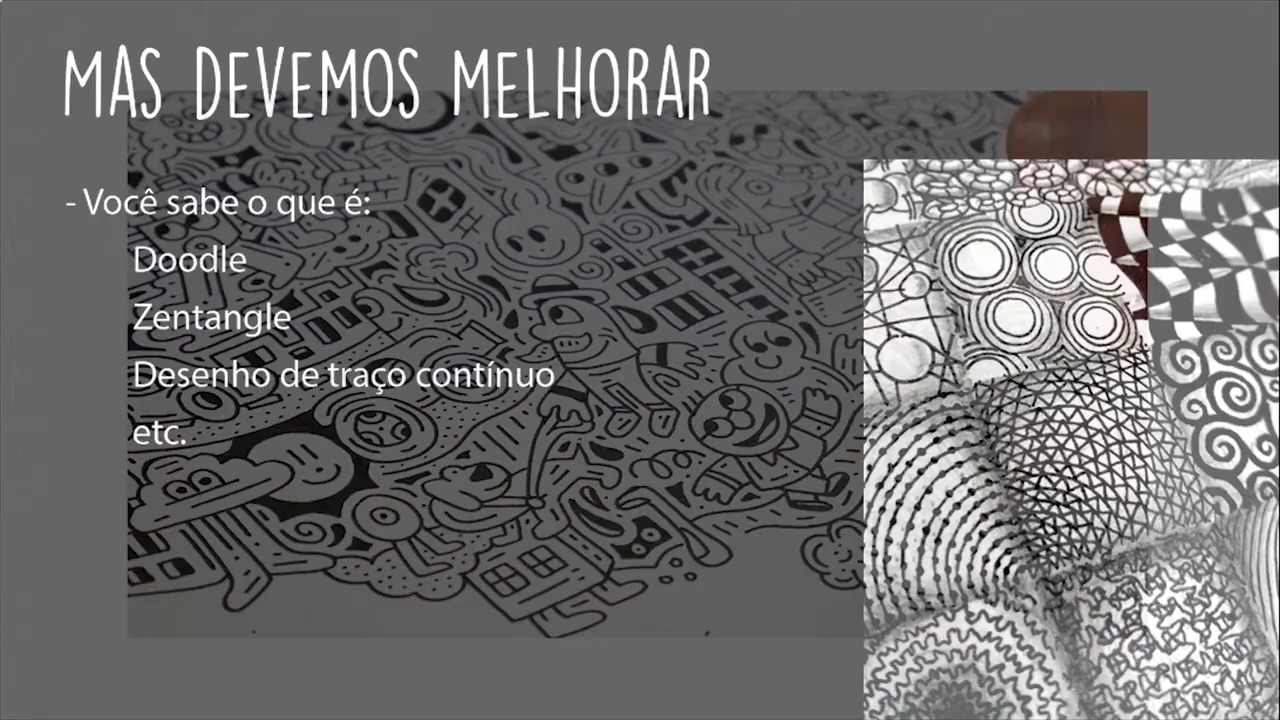 MAS DEVEMOS MELHORAR
- Você sabe o que é:
Doodle
Zentangle
Desenho de traço contínuo
etc.